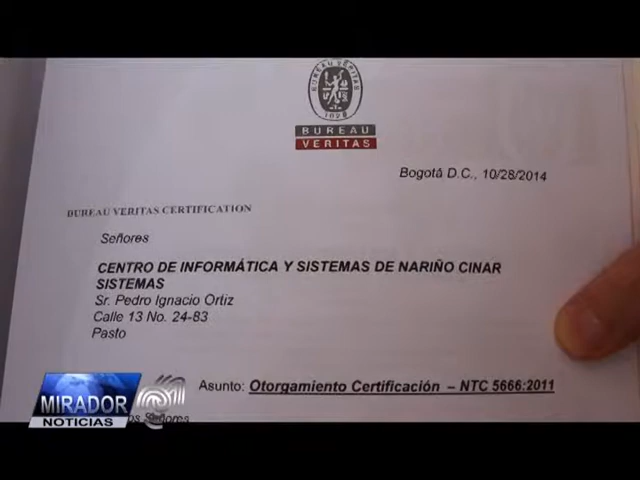 BUREAU VERITAS
1828
BUREAU
VERITAS
Bogotá D.C., 10/28/2014
BUREAU VERITAS CERTIFICATION
Señores
CENTRO DE INFORMÁTICA Y SISTEMAS DE NARIÑO CINAR
SISTEMAS
Sr. Pedro Ignacio Ortiz
Calle 13 No. 24-83
Pasto
Asunto: Otorgamiento Certificación – NTC 5666:2011
Señores
MIRADOR
NOTICIAS